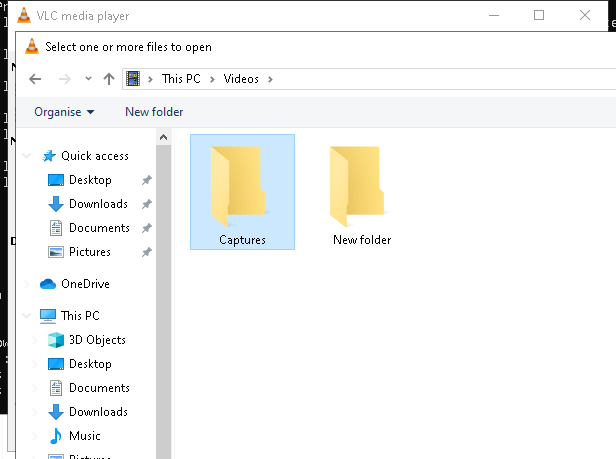 VLC media player
Select one or more files to open
This PC
Videos
Organise
New folder
Quick access
Desktop
Downloads
Documents
Pictures
OneDrive
This PC
3D Objects
Desktop
Documents
Downloads
Music
Captures
New folder